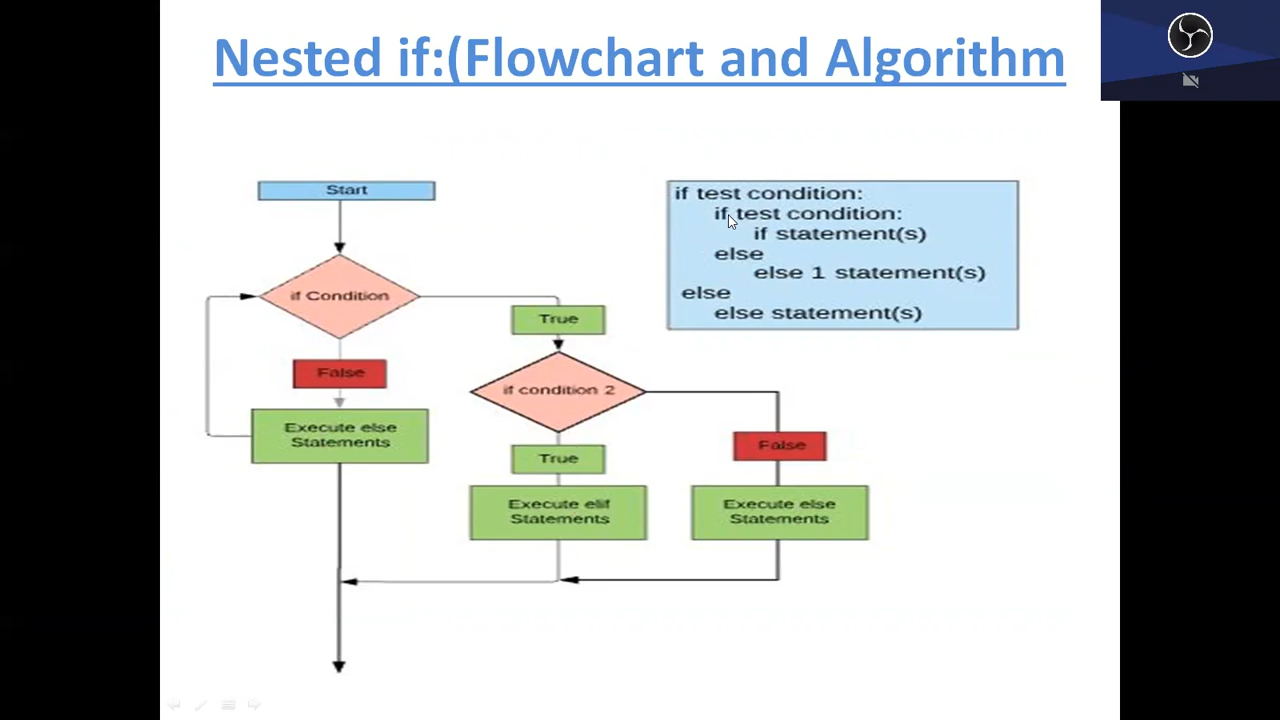 Nested if:(Flowchart and Algorithm
Start
if Condition
True
False
Execute else
Statements
if condition 2
True
False
Execute elif
Statements
Execute else
Statements
if test condition:
if test condition:
if statement(s)
else
else 1 statement(s)
else
else statement(s)